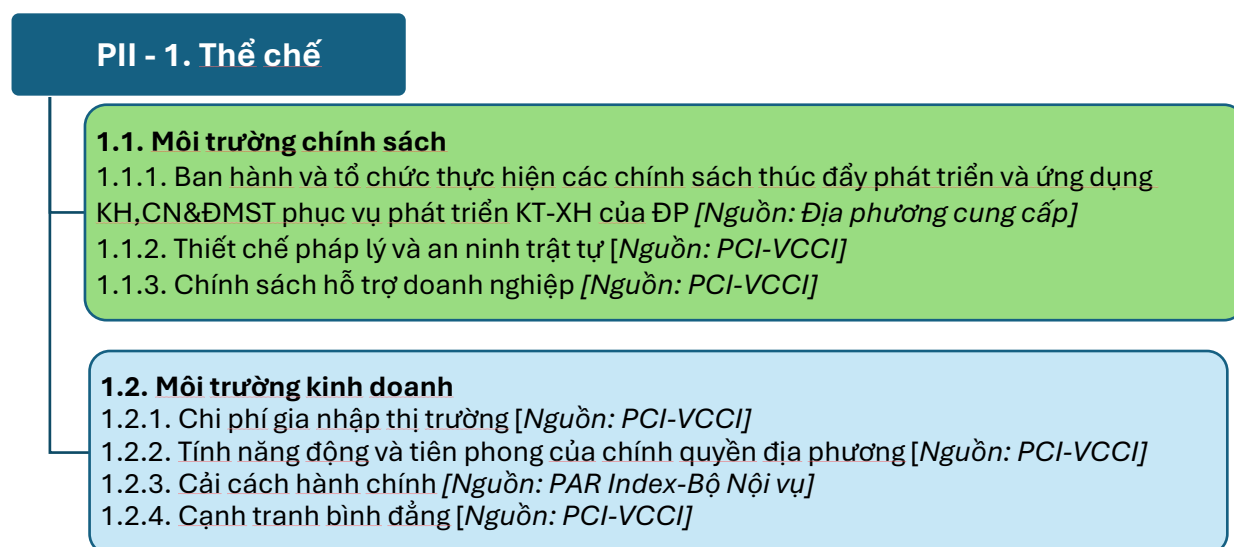 PII - 1. Thể chế
1.1. Môi trường chính sách
1.1.1. Ban hành và tổ chức thực hiện các chính sách thúc đẩy phát triển và ứng dụng
KH,CN&ĐMST phục vụ phát triển KT-XH của ĐP [Nguồn: Địa phương cung cấp]
1.1.2. Thiết chế pháp lý và an ninh trật tự [Nguồn: PCI-VCCI]
1.1.3. Chính sách hỗ trợ doanh nghiệp [Nguồn: PCI-VCCI]
1.2. Môi trường kinh doanh
1.2.1. Chi phí gia nhập thị trường [Nguồn: PCI-VCCI]
1.2.2. Tính năng động và tiên phong của chính quyền địa phương [Nguồn: PCI-VCCI]
1.2.3. Cải cách hành chính [Nguồn: PAR Index-Bộ Nội vụ]
1.2.4. Cạnh tranh bình đẳng [Nguồn: PCI-VCCI]